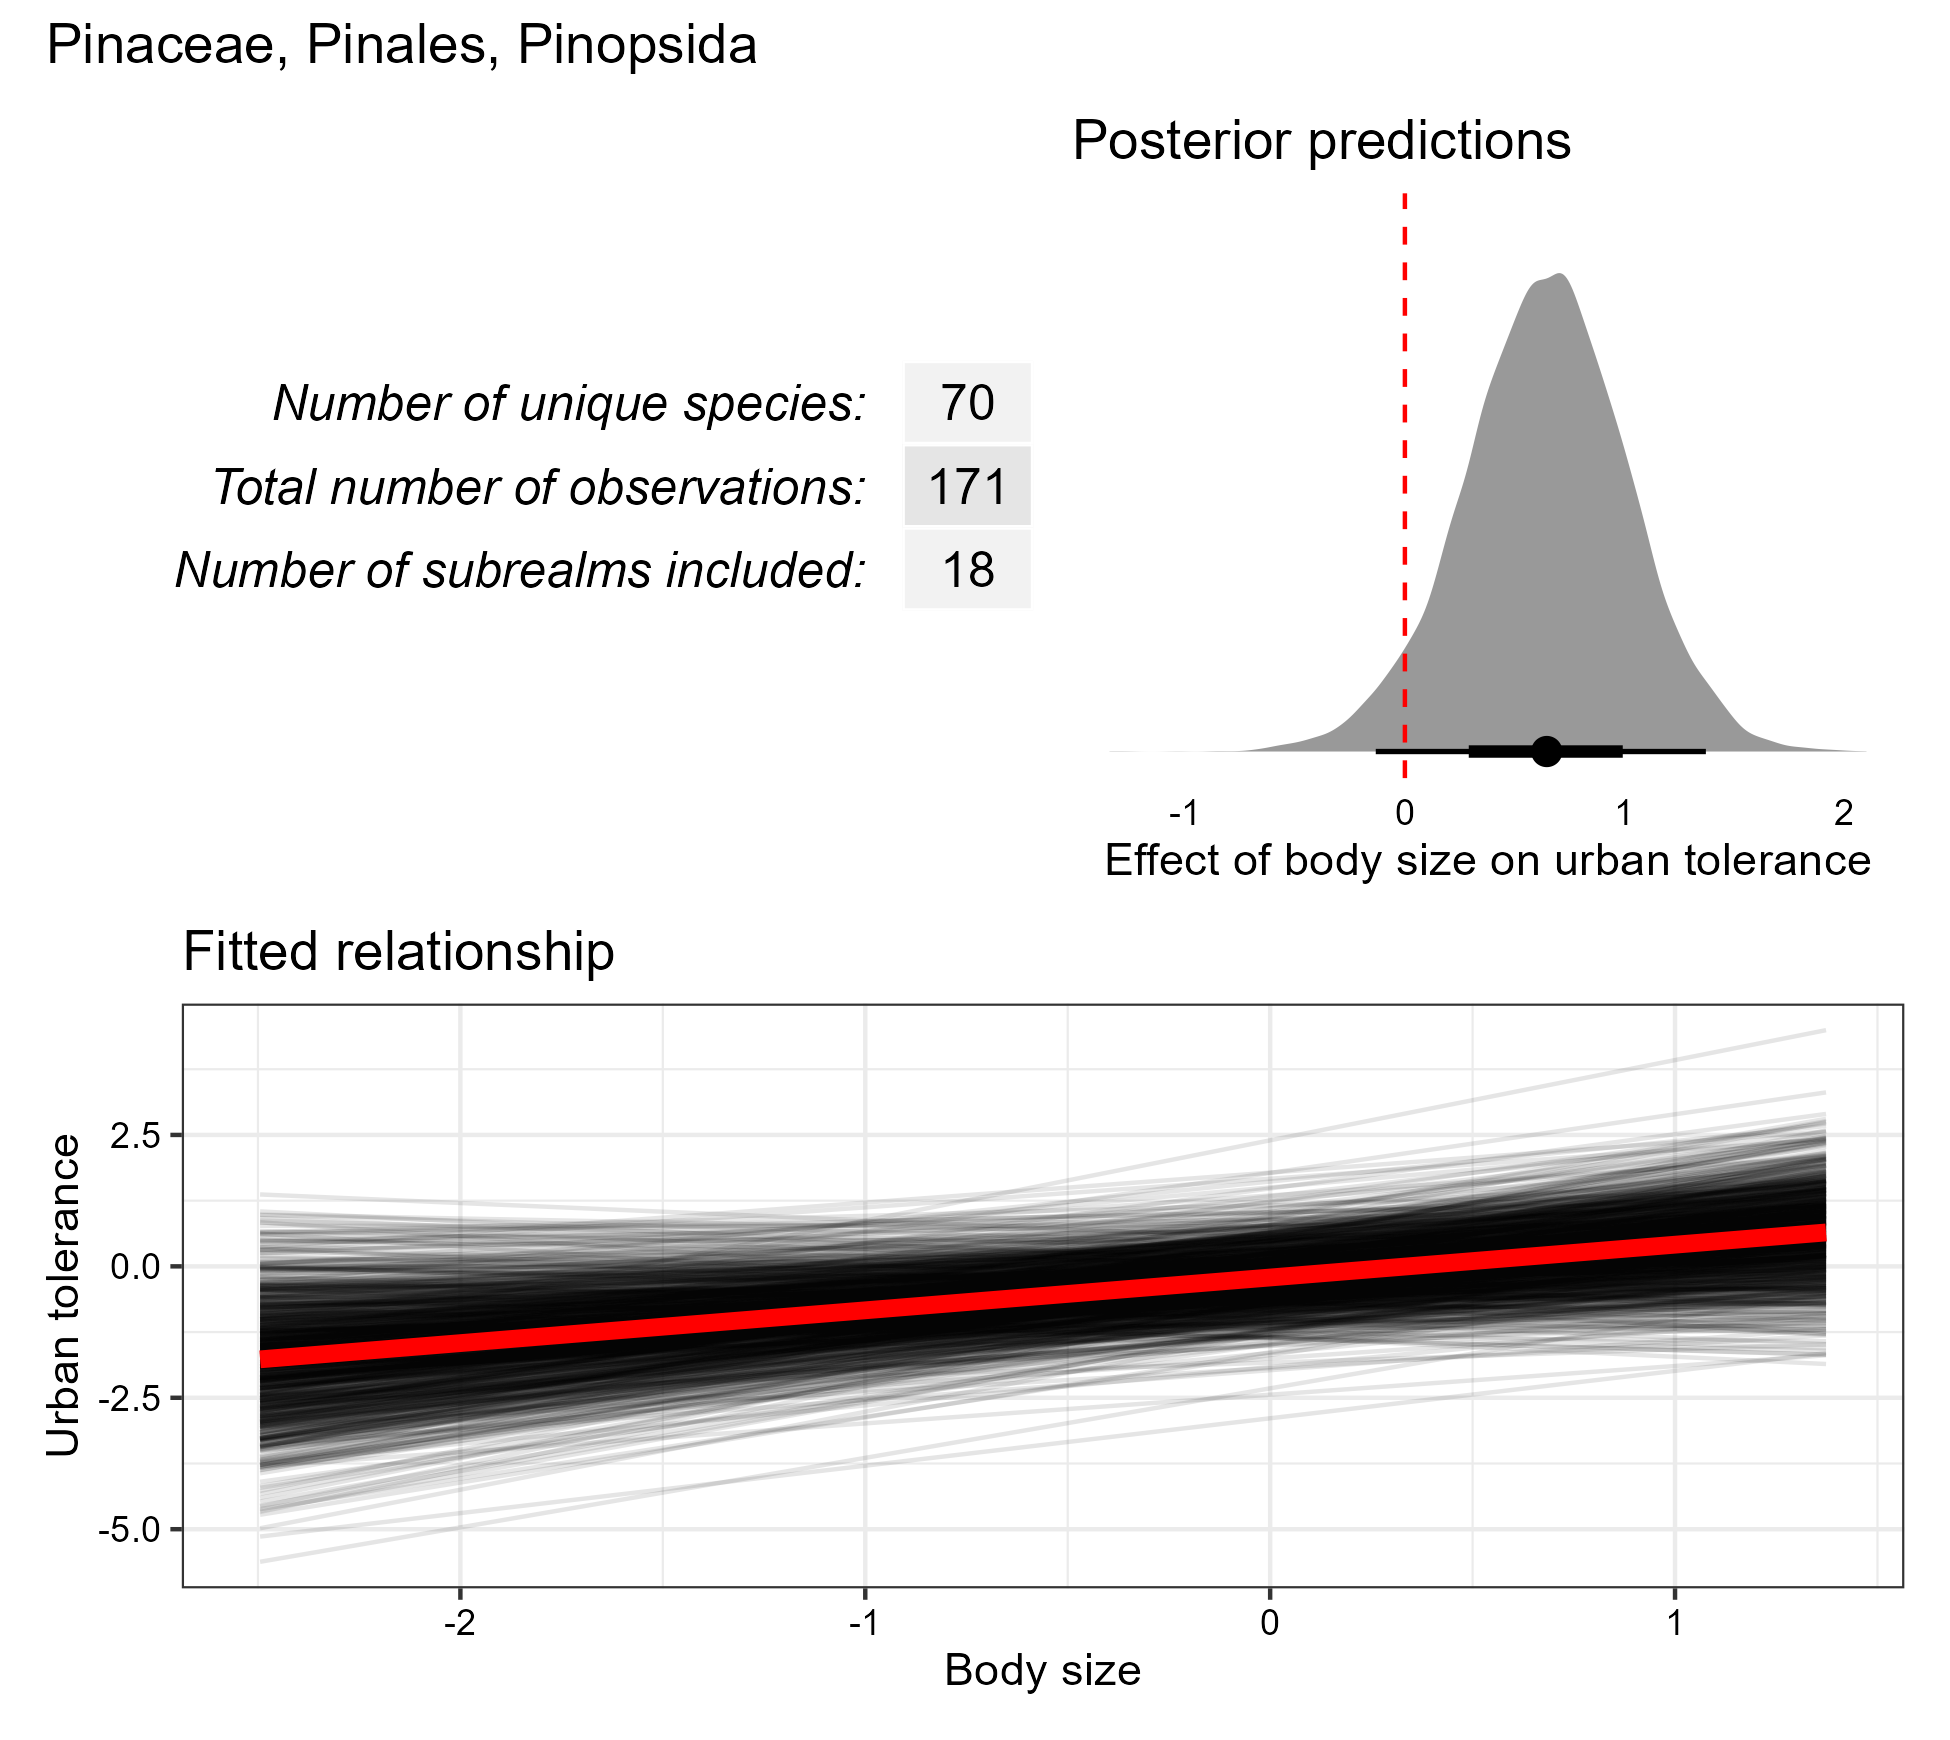 Pinaceae, Pinales, Pinopsida
Posterior predictions
Number of unique species: 70
Total number of observations: 171
Number of subrealms included: 18
-1 0 1 2
Effect of body size on urban tolerance
Fitted relationship
Urban tolerance
2.5
0.0
-2.5
-5.0
-2 -1 0 1
Body size